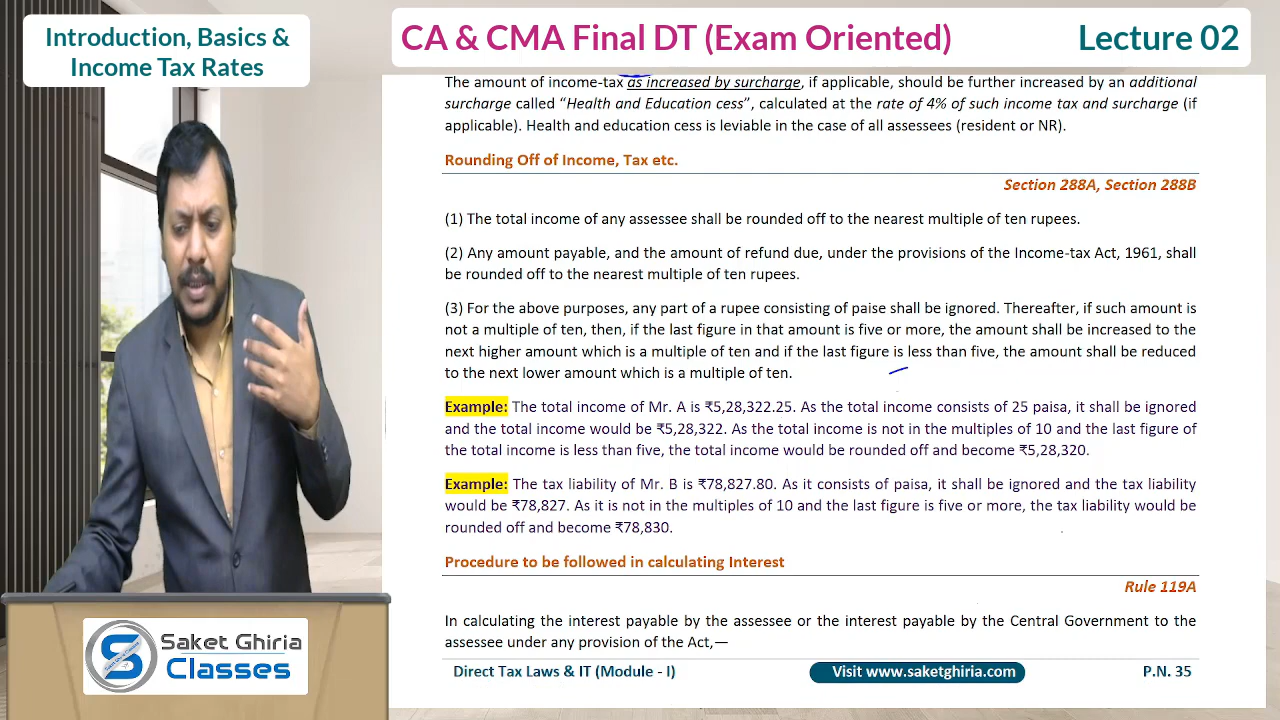 Introduction, Basics &
Income Tax Rates
CA & CMA Final DT (Exam Oriented)
Lecture 02
The amount of income-tax as increased by surcharge, if applicable, should be further increased by an additional
surcharge called “Health and Education cess”, calculated at the rate of 4% of such income tax and surcharge (if
applicable). Health and education cess is leviable in the case of all assessees (resident or NR).
Rounding Off of Income, Tax etc.
Section 288A, Section 288B
(1) The total income of any assessee shall be rounded off to the nearest multiple of ten rupees.
(2) Any amount payable, and the amount of refund due, under the provisions of the Income-tax Act, 1961, shall
be rounded off to the nearest multiple of ten rupees.
(3) For the above purposes, any part of a rupee consisting of paise shall be ignored. Thereafter, if such amount is
not a multiple of ten, then, if the last figure in that amount is five or more, the amount shall be increased to the
next higher amount which is a multiple of ten and if the last figure is less than five, the amount shall be reduced
to the next lower amount which is a multiple of ten.
Example: The total income of Mr. A is ₹5,28,322.25. As the total income consists of 25 paisa, it shall be ignored
and the total income would be ₹5,28,322. As the total income is not in the multiples of 10 and the last figure of
the total income is less than five, the total income would be rounded off and become ₹5,28,320.
Example: The tax liability of Mr. B is ₹78,827.80. As it consists of paisa, it shall be ignored and the tax liability
would be ₹78,827. As it is not in the multiples of 10 and the last figure is five or more, the tax liability would be
rounded off and become ₹78,830.
Procedure to be followed in calculating Interest
Rule 119A
In calculating the interest payable by the assessee or the interest payable by the Central Government to the
assessee under any provision of the Act,—
Direct Tax Laws & IT (Module - I)
Visit www.saketghiria.com
P.N. 35
Saket Ghiria
Classes